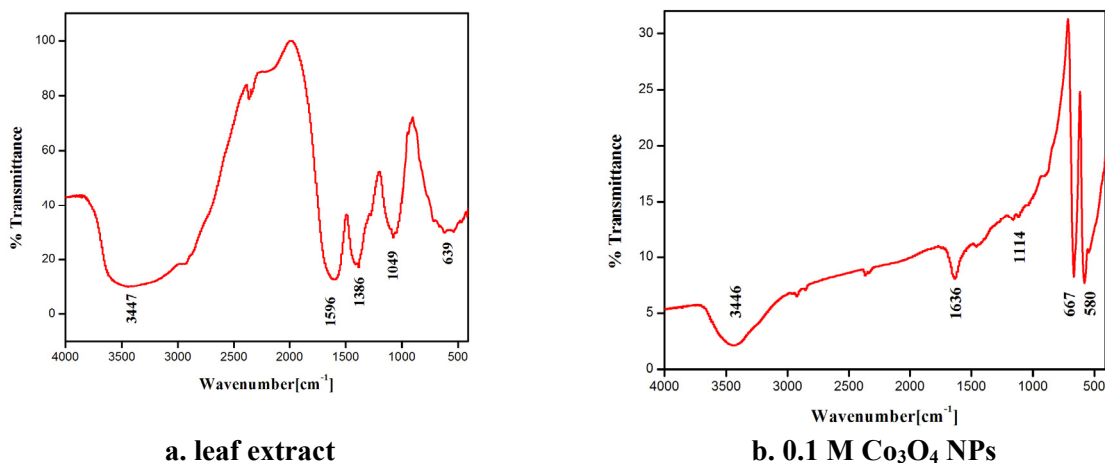 100
80
60
40
20
0
% Transmittance
3447
1596
1386
1049
639
4000 3500 3000 2500 2000 1500 1000 500
Wavenumber[cm⁻¹]
a. leaf extract
30
25
20
15
10
5
0
% Transmittance
3446
1636
1114
667
580
4000 3500 3000 2500 2000 1500 1000 500
Wavenumber[cm⁻¹]
b. 0.1 M Co₃O₄ NPs